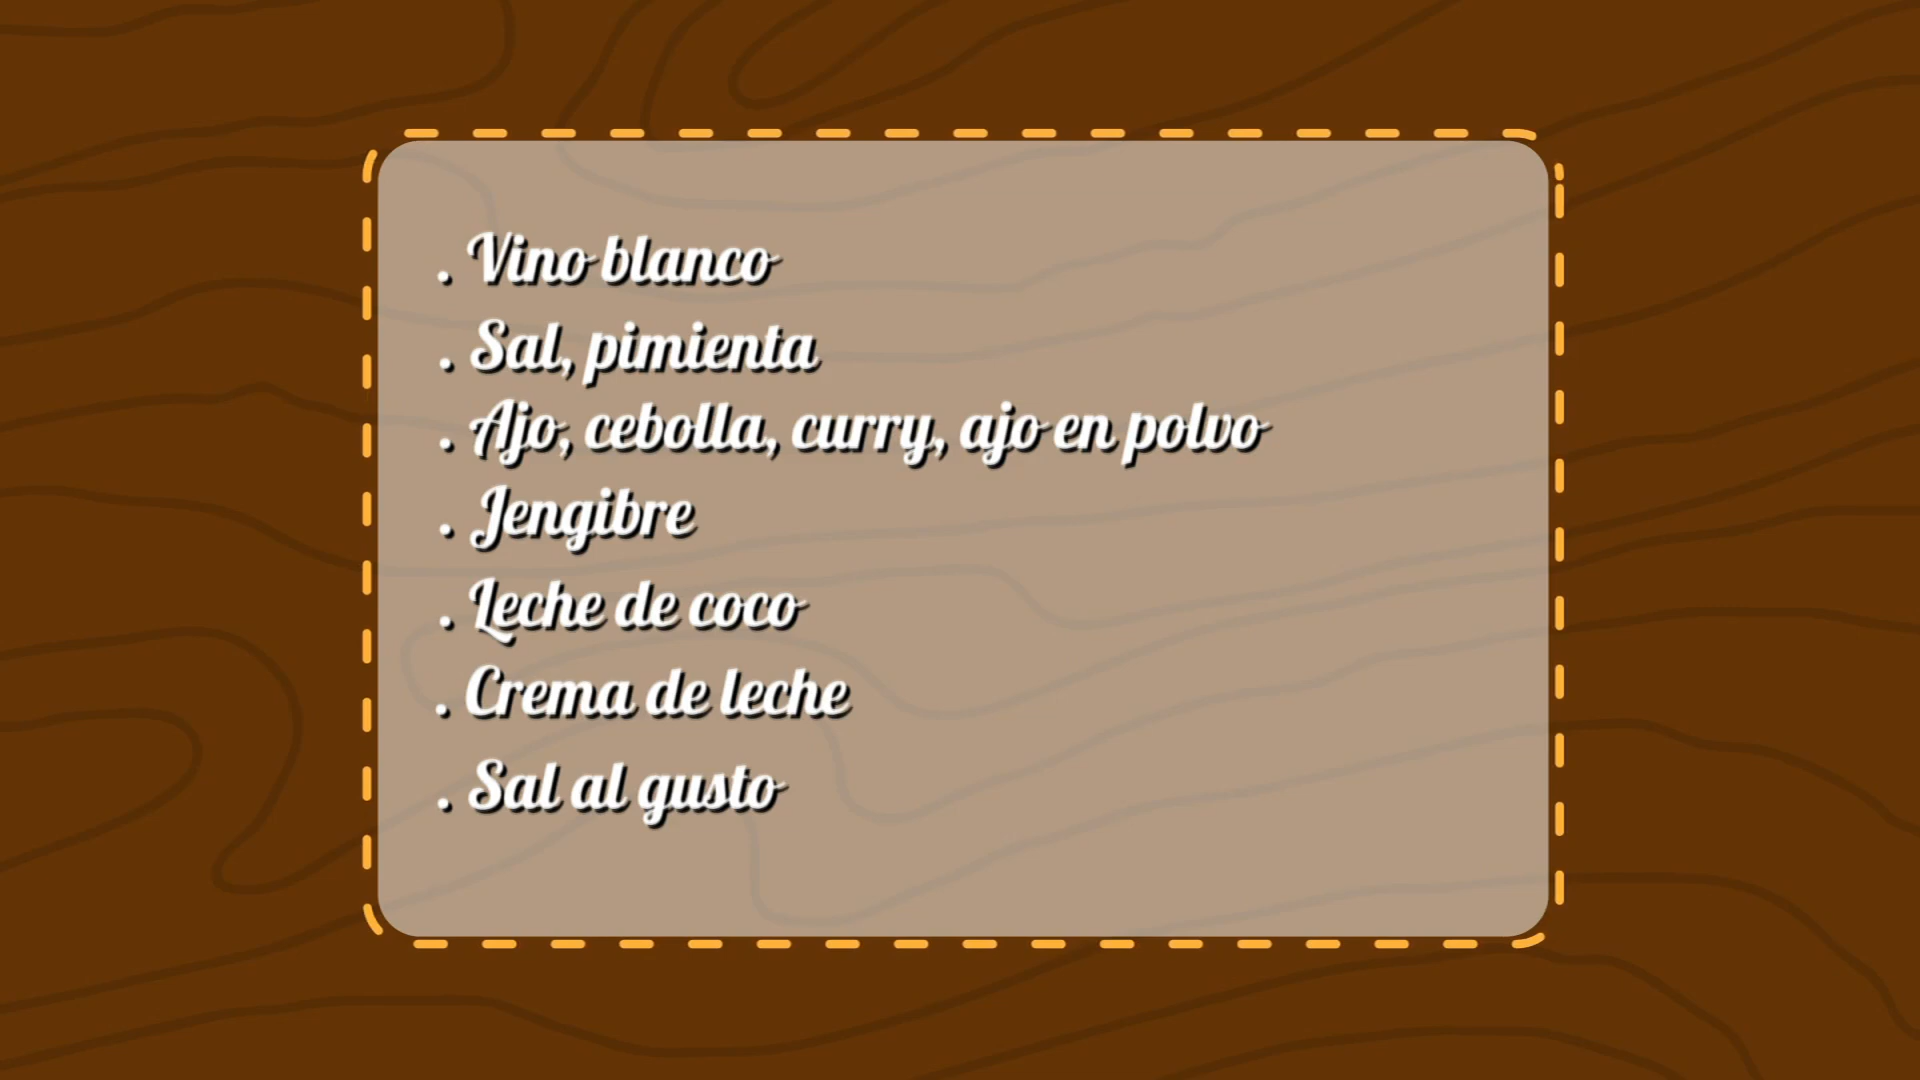 . Vino blanco
. Sal, pimienta
. Ajo, cebolla, curry, ajo en polvo
. Jengibre
. Leche de coco
. Crema de leche
. Sal al gusto